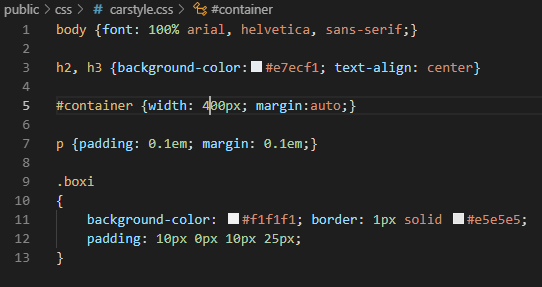 public > css > # carstyle.css > #container
1 body {font: 100% arial, helvetica, sans-serif;}
2
3 h2, h3 {background-color: #e7ecf1; text-align: center}
4
5 #container {width: 400px; margin:auto;}
6
7 p {padding: 0.1em; margin: 0.1em;}
8
9 .boxi
10 {
11 background-color: #f1f1f1; border: 1px solid #e5e5e5;
12 padding: 10px 0px 10px 25px;
13 }